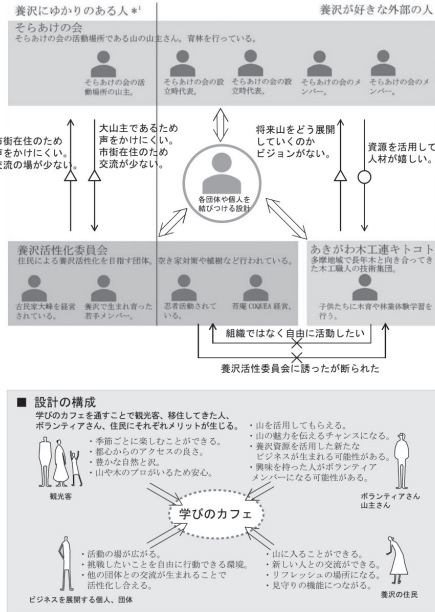 養沢にゆかりのある人 *¹
養沢が好きな外部の人
そらあけの会
そらあけの会の活動場所である山の山主さん。育林を行っている。
そらあけの会の活
動場所の山主。
そらあけの会の設
立時代表。
そらあけの会の設
立時代表。
そらあけの会のメ
ンバー。
そらあけの会のメ
ンバー。
市街在住のため
声をかけにくい。
交流の場が少ない。
大山主であるため
声をかけにくい。
市街在住のため
交流が少ない。
将来山をどう展開
していくのか
ビジョンがない。
資源を活用して
人材が嬉しい。
各団体や個人を
結びつける設計
養沢活性化委員会
住民による養沢活性化を目指す団体。空き家対策や植樹など行われている。
古民家大峰を経営
されている。
養沢で生まれ育った
若手メンバー。
忍者活動されて
いる。
茶庵 COQUEA 経営。
あきがわ木工連キトコト
多摩地域で長年木と向き合ってき
た木工職人の技術集団。
子供たちに木育や林業体験学習を
行う。
組織ではなく自由に活動したい
養沢活性委員会に誘ったが断られた
■ 設計の構成
学びのカフェを通すことで観光客、移住してきた人、
ボランティアさん、住民にそれぞれメリットが生じる。
・季節ごとに楽しむことができる。
・都心からのアクセスの良さ。
・豊かな自然と沢。
・山や木のプロがいるため安心。
観光客
・山を活用してもらえる。
・山の魅力を伝えるチャンスになる。
・養沢資源を活用した新たな
ビジネスが生まれる可能性がある。
・興味を持った人がボランティア
メンバーになる可能性がある。
ボランティアさん
山主さん
学びのカフェ
・活動の場が広がる。
・挑戦したいことを自由に行動できる環境。
・他の団体との交流が生まれることで
活性化し合える。
ビジネスを展開する個人、団体
・山に入ることができる。
・新しい人との交流ができる。
・リフレッシュの場所になる。
・見守りの機能につながる。
養沢の住民